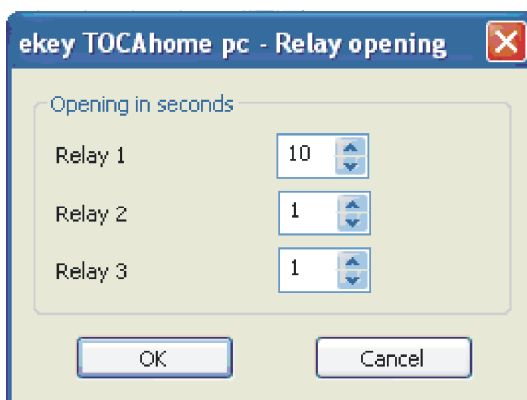 ekey TOCAhome pc - Relay opening
Opening in seconds
Relay 1 10
Relay 2 1
Relay 3 1
OK Cancel